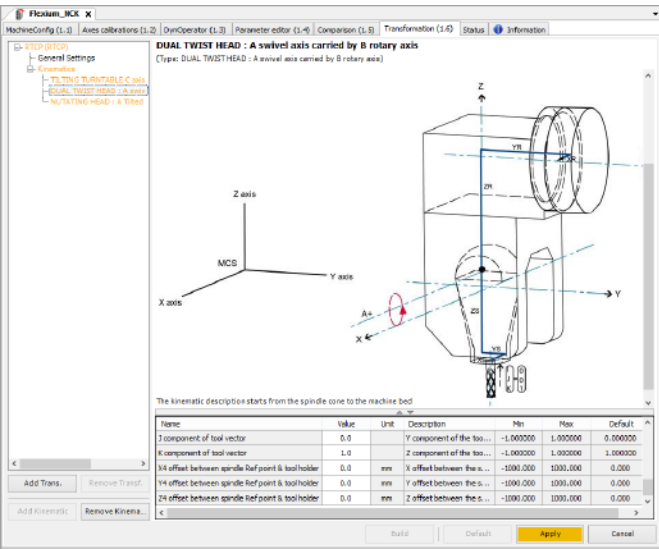 Flexium_NCK X
MachineConfig (1.1) Axes calibrations (1.2) DynOperator (1.3) Parameter editor (1.4) Comparison (1.5) Transformation (1.6) Status Information
RTCP (RTCP)
General Settings
Kinematics
TILTING TURNTABLE C axis
DUAL TWIST HEAD : A swiv
NUTATING HEAD : A Tilted
DUAL TWIST HEAD : A swivel axis carried by B rotary axis
(Type: DUAL TWIST HEAD : A swivel axis carried by B rotary axis)
Z
YR
ZR
Z axis
MCS
Y axis
X axis
A+
X
Y
ZS
YS
The kinematic description starts from the spindle cone to the machine bed
Name Value Unit Description Min Max Default
J component of tool vector 0.0 Y component of the too... -1.000000 1.000000 0.000000
K component of tool vector 1.0 Z component of the too... -1.000000 1.000000 1.000000
X4 offset between spindle Ref point & tool holder 0.0 mm X offset between the s... -1000.000 1000.000 0.000
Y4 offset between spindle Ref point & tool holder 0.0 mm Y offset between the s... -1000.000 1000.000 0.000
Z4 offset between spindle Ref point & tool holder 0.0 mm Z offset between the s... -1000.000 1000.000 0.000
Add Trans. Remove Transf.
Add Kinematic Remove Kinema...
Build Default Apply Cancel